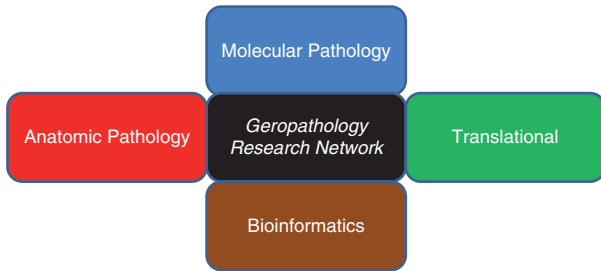 Molecular Pathology
Anatomic Pathology
Geropathology
Research Network
Translational
Bioinformatics